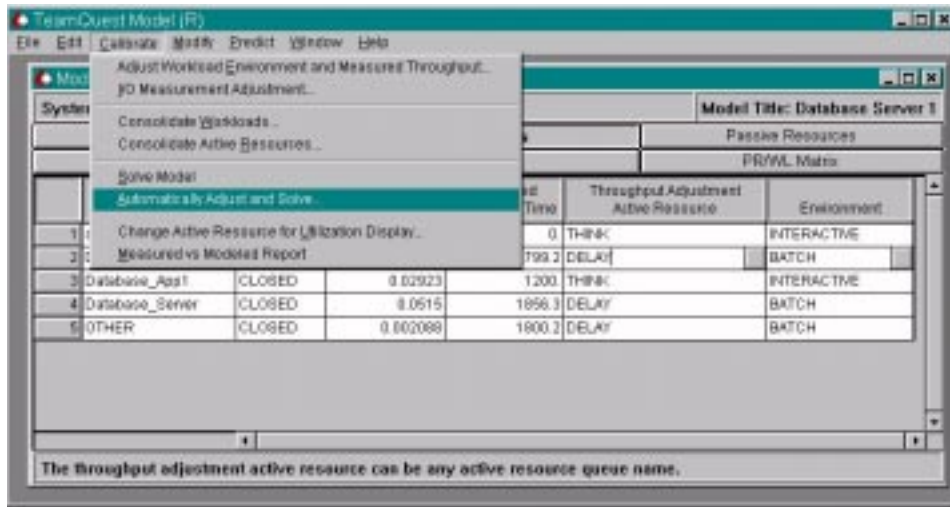 TeamQuest Model (R)
File Edit Calibrate Modify Predict Window Help
Adjust Workload Environment and Measured Throughput...
I/O Measurement Adjustment...
Mod
System
Model Title: Database Server 1
Consolidate Workloads...
Consolidate Active Resources...
Passive Resources
PR/WL Matrix
Solve Model
Automatically Adjust and Solve...
Change Active Resource for Utilization Display...
Measured vs Modeled Report
Time
Throughput Adjustment
Active Resource
Environment
1 0. THINK INTERACTIVE
2 799.2 DELAY BATCH
3 Database_App1 CLOSED 0.02923 1200. THINK INTERACTIVE
4 Database_Server CLOSED 0.0515 1856.3 DELAY BATCH
5 OTHER CLOSED 0.002088 1800.2 DELAY BATCH
The throughput adjustment active resource can be any active resource queue name.